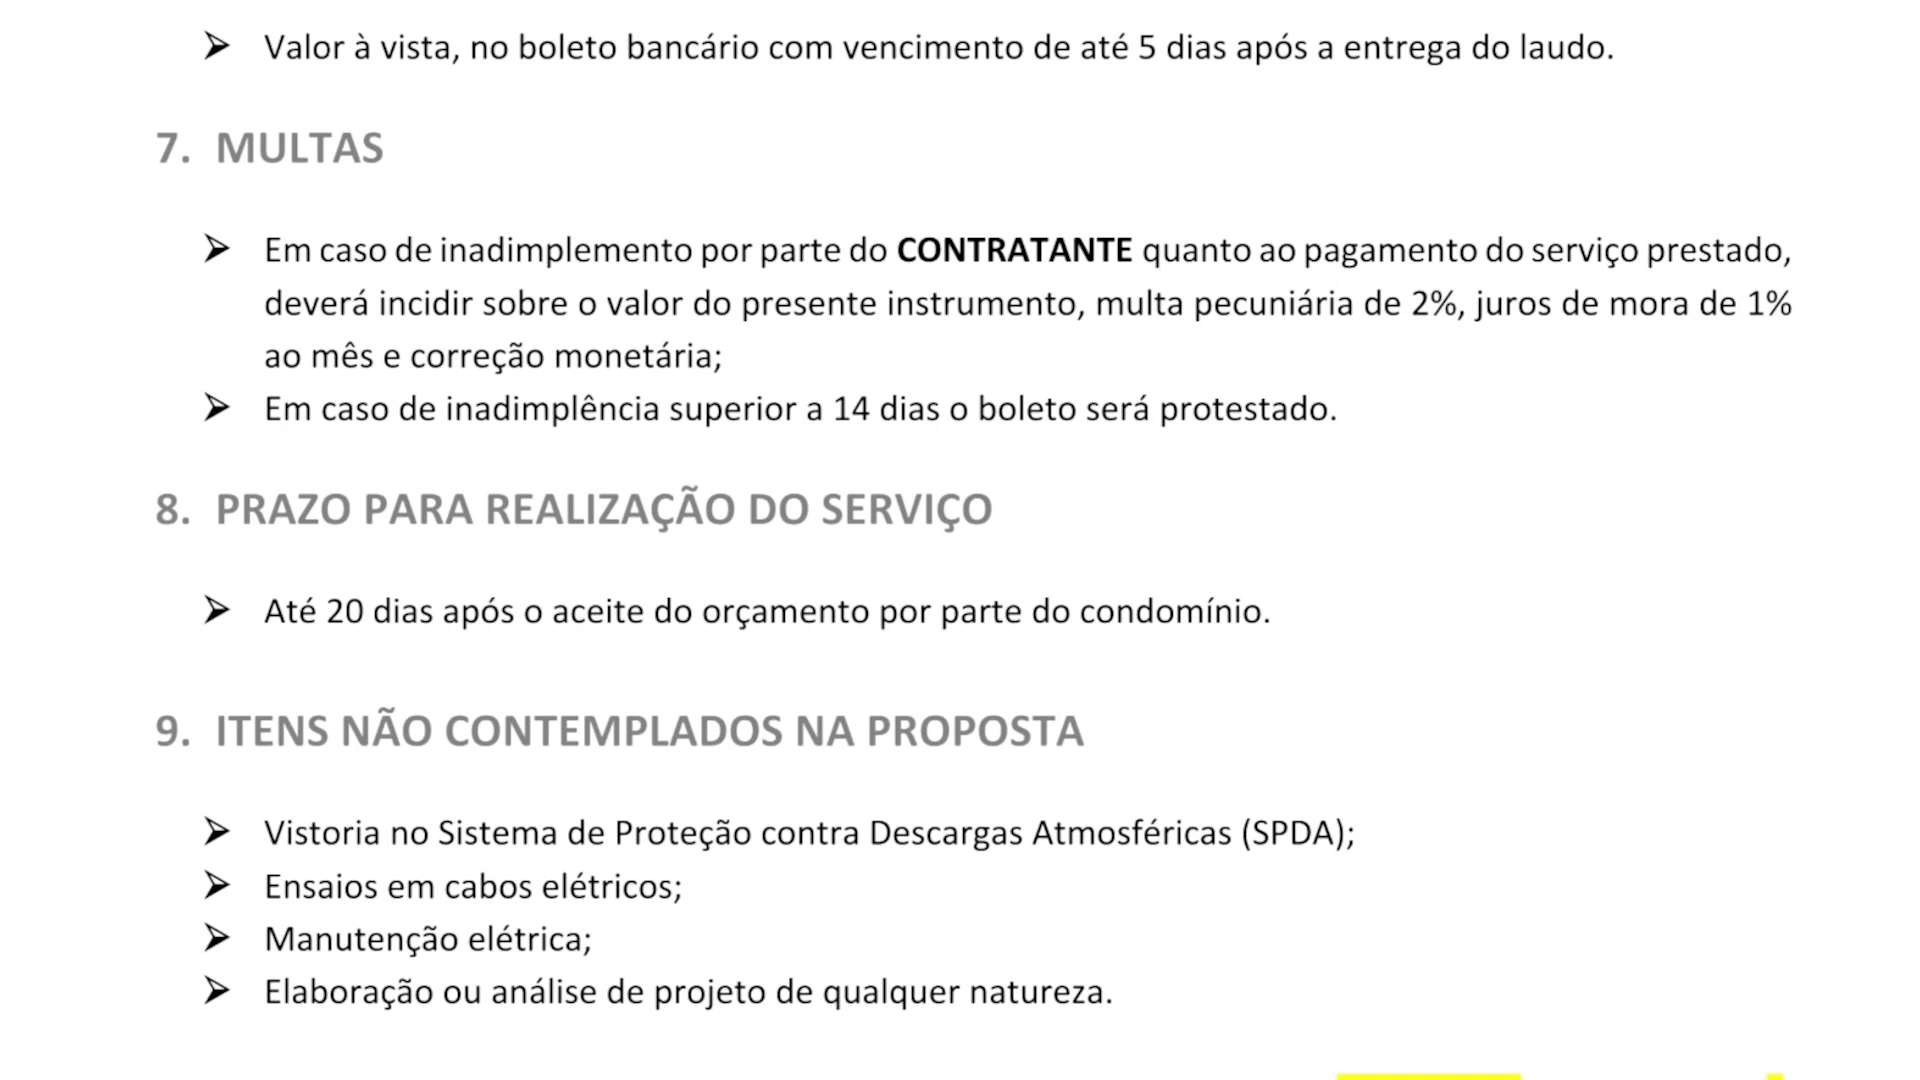 ➢ Valor à vista, no boleto bancário com vencimento de até 5 dias após a entrega do laudo.
7. MULTAS
➢ Em caso de inadimplemento por parte do CONTRATANTE quanto ao pagamento do serviço prestado,
deverá incidir sobre o valor do presente instrumento, multa pecuniária de 2%, juros de mora de 1%
ao mês e correção monetária;
➢ Em caso de inadimplência superior a 14 dias o boleto será protestado.
8. PRAZO PARA REALIZAÇÃO DO SERVIÇO
➢ Até 20 dias após o aceite do orçamento por parte do condomínio.
9. ITENS NÃO CONTEMPLADOS NA PROPOSTA
➢ Vistoria no Sistema de Proteção contra Descargas Atmosféricas (SPDA);
➢ Ensaios em cabos elétricos;
➢ Manutenção elétrica;
➢ Elaboração ou análise de projeto de qualquer natureza.